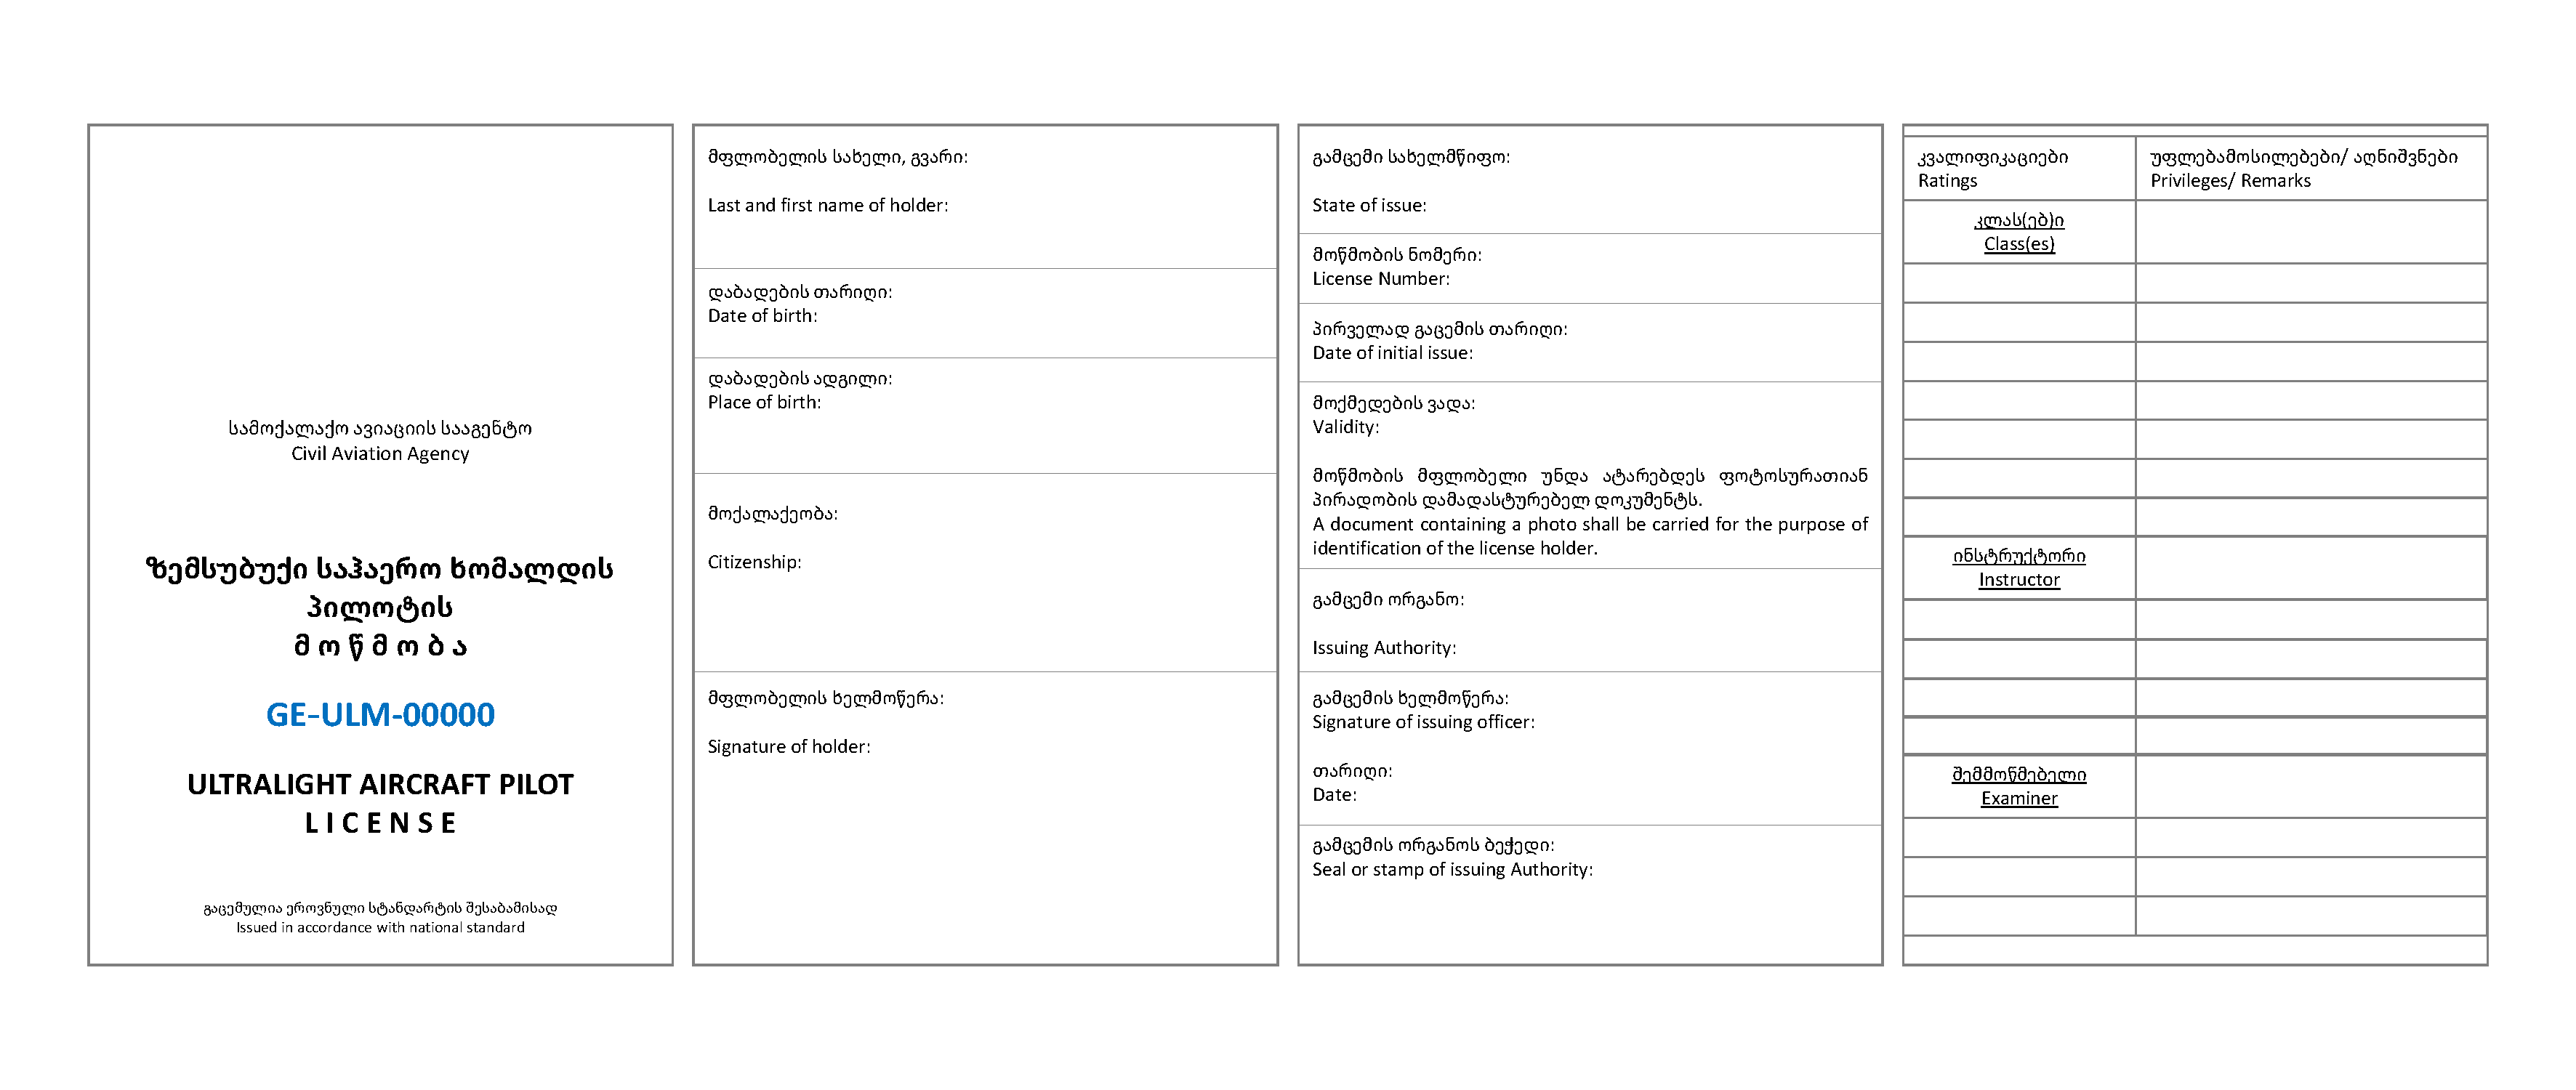 სამოქალაქო ავიაციის სააგენტო
Civil Aviation Agency
ზემსუბუქი საჰაერო ხომალდის
პილოტის
მ ო წ მ ო ბ ა
GE-ULM-00000
ULTRALIGHT AIRCRAFT PILOT
L I C E N S E
გაცემულია ეროვნული სტანდარტის შესაბამისად
Issued in accordance with national standard
მფლობელის სახელი, გვარი:
Last and first name of holder:
დაბადების თარიღი:
Date of birth:
დაბადების ადგილი:
Place of birth:
მოქალაქეობა:
Citizenship:
მფლობელის ხელმოწერა:
Signature of holder:
გამცემი სახელმწიფო:
State of issue:
მოწმობის ნომერი:
License Number:
პირველად გაცემის თარიღი:
Date of initial issue:
მოქმედების ვადა:
Validity:
მოწმობის მფლობელი უნდა ატარებდეს ფოტოსურათიან
პირადობის დამადასტურებელ დოკუმენტს.
A document containing a photo shall be carried for the purpose of
identification of the license holder.
გამცემი ორგანო:
Issuing Authority:
გამცემის ხელმოწერა:
Signature of issuing officer:
თარიღი:
Date:
გამცემის ორგანოს ბეჭედი:
Seal or stamp of issuing Authority:
კვალიფიკაციები
Ratings
უფლებამოსილებები/ აღნიშვნები
Privileges/ Remarks
კლას(ებ)ი
Class(es)
ინსტრუქტორი
Instructor
შემმოწმებელი
Examiner